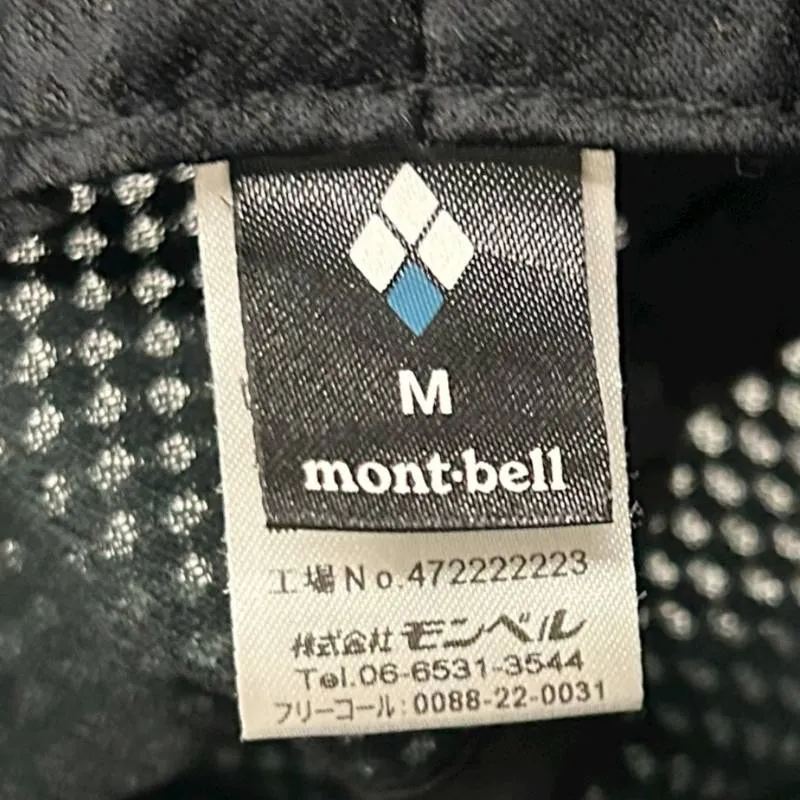 M
mont·bell
工場No.472222223
株式会社モンベル
Tel.06-6531-3544
フリーコール:0088-22-0031